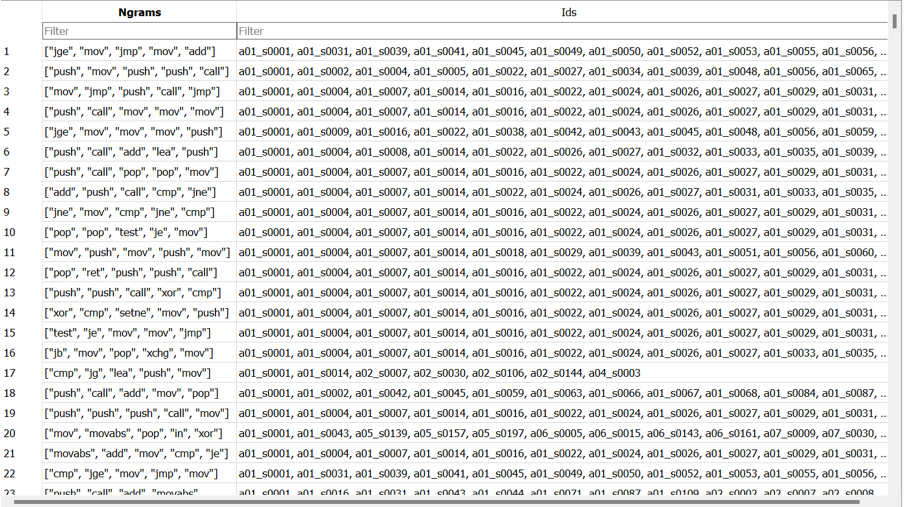 Ngrams Ids
Filter Filter
1 ["jge", "mov", "jmp", "mov", "add"] a01_s0001, a01_s0031, a01_s0039, a01_s0041, a01_s0045, a01_s0049, a01_s0050, a01_s0052, a01_s0053, a01_s0055, a01_s0056, ...
2 ["push", "mov", "push", "push", "call"] a01_s0001, a01_s0002, a01_s0004, a01_s0005, a01_s0022, a01_s0027, a01_s0034, a01_s0039, a01_s0048, a01_s0056, a01_s0065, ...
3 ["mov", "jmp", "push", "call", "jmp"] a01_s0001, a01_s0004, a01_s0007, a01_s0014, a01_s0016, a01_s0022, a01_s0024, a01_s0026, a01_s0027, a01_s0029, a01_s0031, ...
4 ["push", "call", "mov", "mov", "mov"] a01_s0001, a01_s0004, a01_s0007, a01_s0014, a01_s0016, a01_s0022, a01_s0024, a01_s0026, a01_s0027, a01_s0029, a01_s0031, ...
5 ["jge", "mov", "mov", "mov", "push"] a01_s0001, a01_s0009, a01_s0016, a01_s0022, a01_s0038, a01_s0042, a01_s0043, a01_s0045, a01_s0048, a01_s0056, a01_s0059, ...
6 ["push", "call", "add", "lea", "push"] a01_s0001, a01_s0004, a01_s0008, a01_s0014, a01_s0022, a01_s0026, a01_s0027, a01_s0032, a01_s0033, a01_s0035, a01_s0039, ...
7 ["push", "call", "pop", "pop", "mov"] a01_s0001, a01_s0004, a01_s0007, a01_s0014, a01_s0016, a01_s0022, a01_s0024, a01_s0026, a01_s0027, a01_s0029, a01_s0031, ...
8 ["add", "push", "call", "cmp", "jne"] a01_s0001, a01_s0004, a01_s0007, a01_s0014, a01_s0022, a01_s0024, a01_s0026, a01_s0027, a01_s0031, a01_s0033, a01_s0035, ...
9 ["jne", "mov", "cmp", "jne", "cmp"] a01_s0001, a01_s0004, a01_s0007, a01_s0014, a01_s0016, a01_s0022, a01_s0024, a01_s0026, a01_s0027, a01_s0029, a01_s0031, ...
10 ["pop", "pop", "test", "je", "mov"] a01_s0001, a01_s0004, a01_s0007, a01_s0014, a01_s0016, a01_s0022, a01_s0024, a01_s0026, a01_s0027, a01_s0029, a01_s0031, ...
11 ["mov", "push", "mov", "push", "mov"] a01_s0001, a01_s0004, a01_s0007, a01_s0014, a01_s0018, a01_s0029, a01_s0039, a01_s0043, a01_s0051, a01_s0056, a01_s0060, ...
12 ["pop", "ret", "push", "push", "call"] a01_s0001, a01_s0004, a01_s0007, a01_s0014, a01_s0016, a01_s0022, a01_s0024, a01_s0026, a01_s0027, a01_s0029, a01_s0031, ...
13 ["push", "push", "call", "xor", "cmp"] a01_s0001, a01_s0004, a01_s0007, a01_s0014, a01_s0016, a01_s0022, a01_s0024, a01_s0026, a01_s0027, a01_s0029, a01_s0031, ...
14 ["xor", "cmp", "setne", "mov", "push"] a01_s0001, a01_s0004, a01_s0007, a01_s0014, a01_s0016, a01_s0022, a01_s0024, a01_s0026, a01_s0027, a01_s0029, a01_s0031, ...
15 ["test", "je", "mov", "mov", "jmp"] a01_s0001, a01_s0004, a01_s0007, a01_s0014, a01_s0016, a01_s0022, a01_s0024, a01_s0026, a01_s0027, a01_s0029, a01_s0031, ...
16 ["jb", "mov", "pop", "xchg", "mov"] a01_s0001, a01_s0004, a01_s0007, a01_s0014, a01_s0016, a01_s0022, a01_s0024, a01_s0026, a01_s0027, a01_s0033, a01_s0035, ...
17 ["cmp", "jg", "lea", "push", "mov"] a01_s0001, a01_s0014, a02_s0007, a02_s0030, a02_s0106, a02_s0144, a04_s0003
18 ["push", "call", "add", "mov", "pop"] a01_s0001, a01_s0002, a01_s0042, a01_s0045, a01_s0059, a01_s0063, a01_s0066, a01_s0067, a01_s0068, a01_s0084, a01_s0087, ...
19 ["push", "push", "push", "call", "mov"] a01_s0001, a01_s0004, a01_s0007, a01_s0014, a01_s0016, a01_s0022, a01_s0024, a01_s0026, a01_s0027, a01_s0029, a01_s0031, ...
20 ["mov", "movabs", "pop", "in", "xor"] a01_s0001, a01_s0043, a05_s0139, a05_s0157, a05_s0197, a06_s0005, a06_s0015, a06_s0143, a06_s0161, a07_s0009, a07_s0030, ...
21 ["movabs", "add", "mov", "cmp", "je"] a01_s0001, a01_s0004, a01_s0007, a01_s0014, a01_s0016, a01_s0022, a01_s0024, a01_s0026, a01_s0027, a01_s0029, a01_s0031, ...
22 ["cmp", "jge", "mov", "jmp", "mov"] a01_s0001, a01_s0031, a01_s0039, a01_s0041, a01_s0045, a01_s0049, a01_s0050, a01_s0052, a01_s0053, a01_s0055, a01_s0056, ...
23 ["push", "call", "add", "movabs", a01_s0001, a01_s0016, a01_s0031, a01_s0043, a01_s0044, a01_s0071, a01_s0087, a01_s0109, a02_s0002, a02_s0007, a02_s0008,